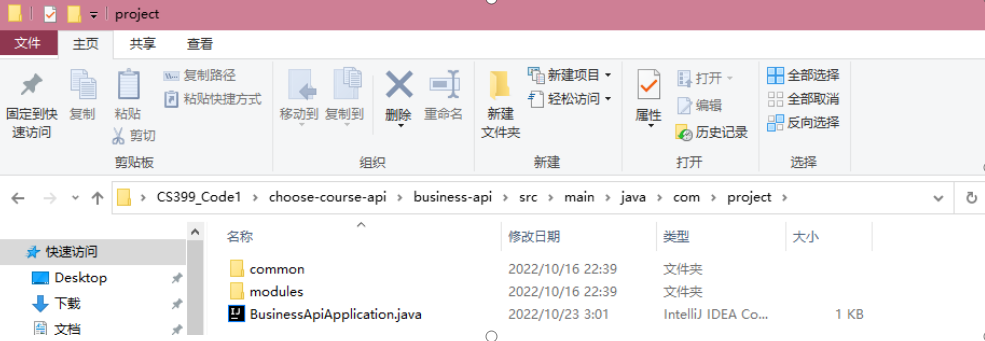 project
文件 主页 共享 查看
固定到快速访问 复制 粘贴 复制路径 粘贴快捷方式 剪切 移动到 复制到 删除 重命名 新建文件夹 新建项目 轻松访问 属性 打开 编辑 历史记录 全部选择 全部取消 反向选择
剪贴板 组织 新建 打开 选择
CS399_Code1 › choose-course-api › business-api › src › main › java › com › project ›
名称 修改日期 类型 大小
快速访问
Desktop
下载
文档
common 2022/10/16 22:39 文件夹
modules 2022/10/16 22:39 文件夹
BusinessApiApplication.java 2022/10/23 3:01 IntelliJ IDEA Co... 1 KB